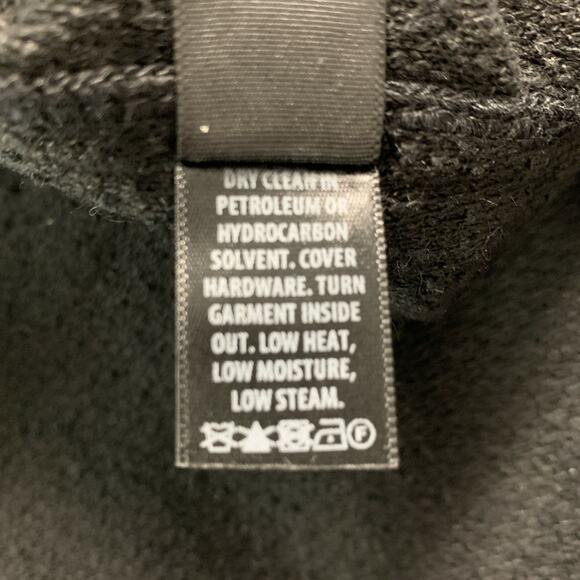 DRY CLEAN IN
PETROLEUM OR
HYDROCARBON
SOLVENT. COVER
HARDWARE. TURN
GARMENT INSIDE
OUT. LOW HEAT,
LOW MOISTURE,
LOW STEAM.
F